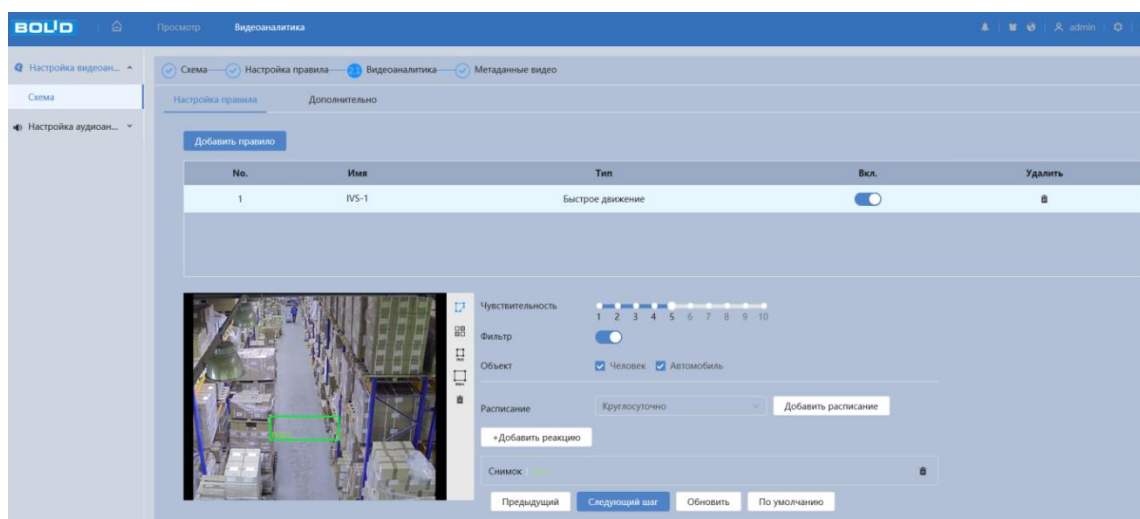 BOLID Просмотр Видеоаналитика admin
Настройка видеоан...
Схема
Настройка аудиоан...
Схема Настройка правила 2.1 Видеоаналитика Метаданные видео
Настройка правила Дополнительно
Добавить правило
No. Имя Тип Вкл. Удалить
1 IVS-1 Быстрое движение
Чувствительность
1 2 3 4 5 6 7 8 9 10
Фильтр
Объект Человек Автомобиль
Расписание Круглосуточно Добавить расписание
+Добавить реакцию
Снимок
Предыдущий Следующий шаг Обновить По умолчанию